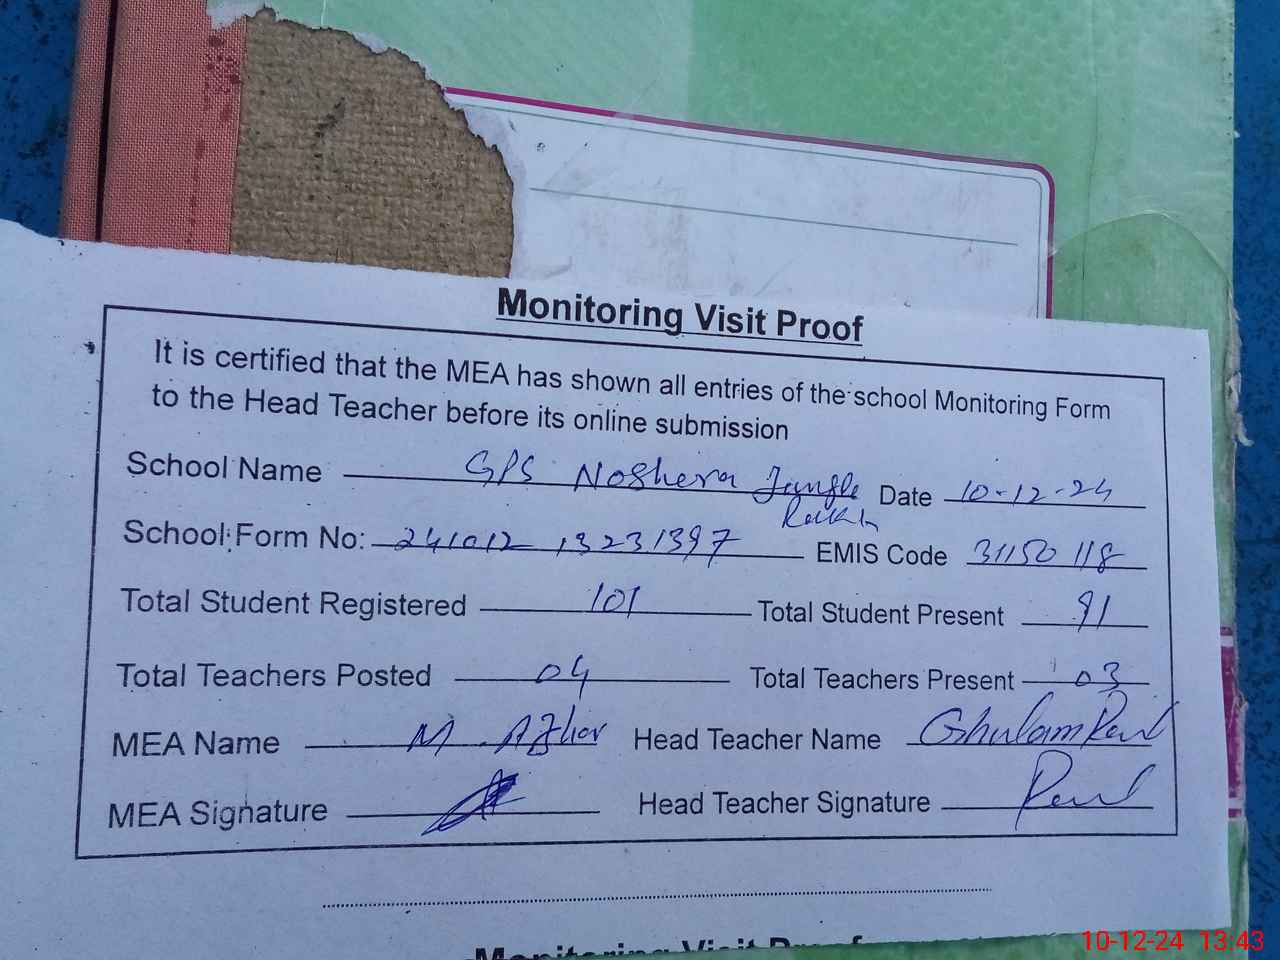 Monitoring Visit Proof
It is certified that the MEA has shown all entries of the school Monitoring Form
to the Head Teacher before its online submission
School Name GPS Noshera Jungle Date 10-12-24
School Form No: 241012 13231397 EMIS Code 31150118
Total Student Registered 101 Total Student Present 91
Total Teachers Posted 04 Total Teachers Present 03
MEA Name M. Azhar Head Teacher Name Ghulam
MEA Signature Head Teacher Signature
Monitoring Visit Proof
10-12-24 13:43